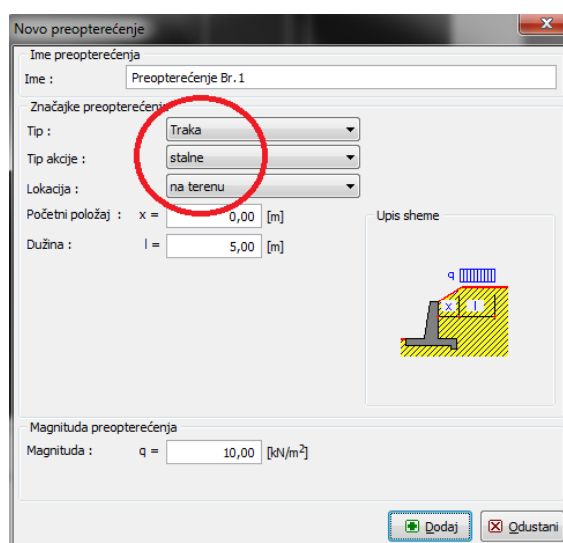 Novo preopterećenje
Ime preopterećenja
Ime :
Preopterećenje Br.1
Značajke preopterećenja
Tip :
Traka
Tip akcije :
stalne
Lokacija :
na terenu
Početni položaj : x = 0,00 [m]
Upis sheme
Dužina : l = 5,00 [m]
q
x l
Magnituda preopterećenja
Magnituda : q = 10,00 [kN/m²]
Dodaj
Odustani